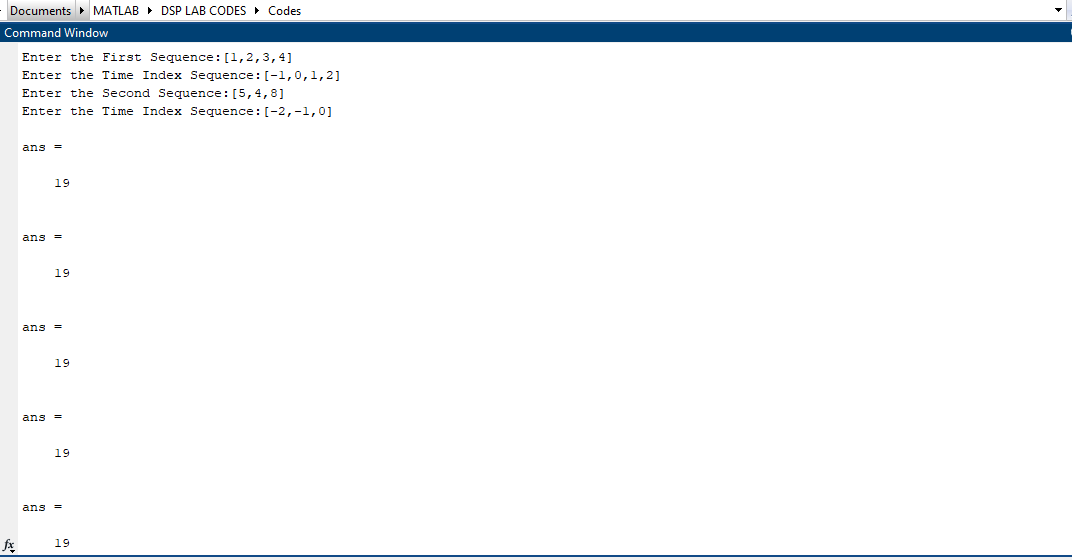 Documents MATLAB DSP LAB CODES Codes
Command Window
Enter the First Sequence:[1,2,3,4]
Enter the Time Index Sequence:[-1,0,1,2]
Enter the Second Sequence:[5,4,8]
Enter the Time Index Sequence:[-2,-1,0]
ans =
19
ans =
19
ans =
19
ans =
19
ans =
fx 19